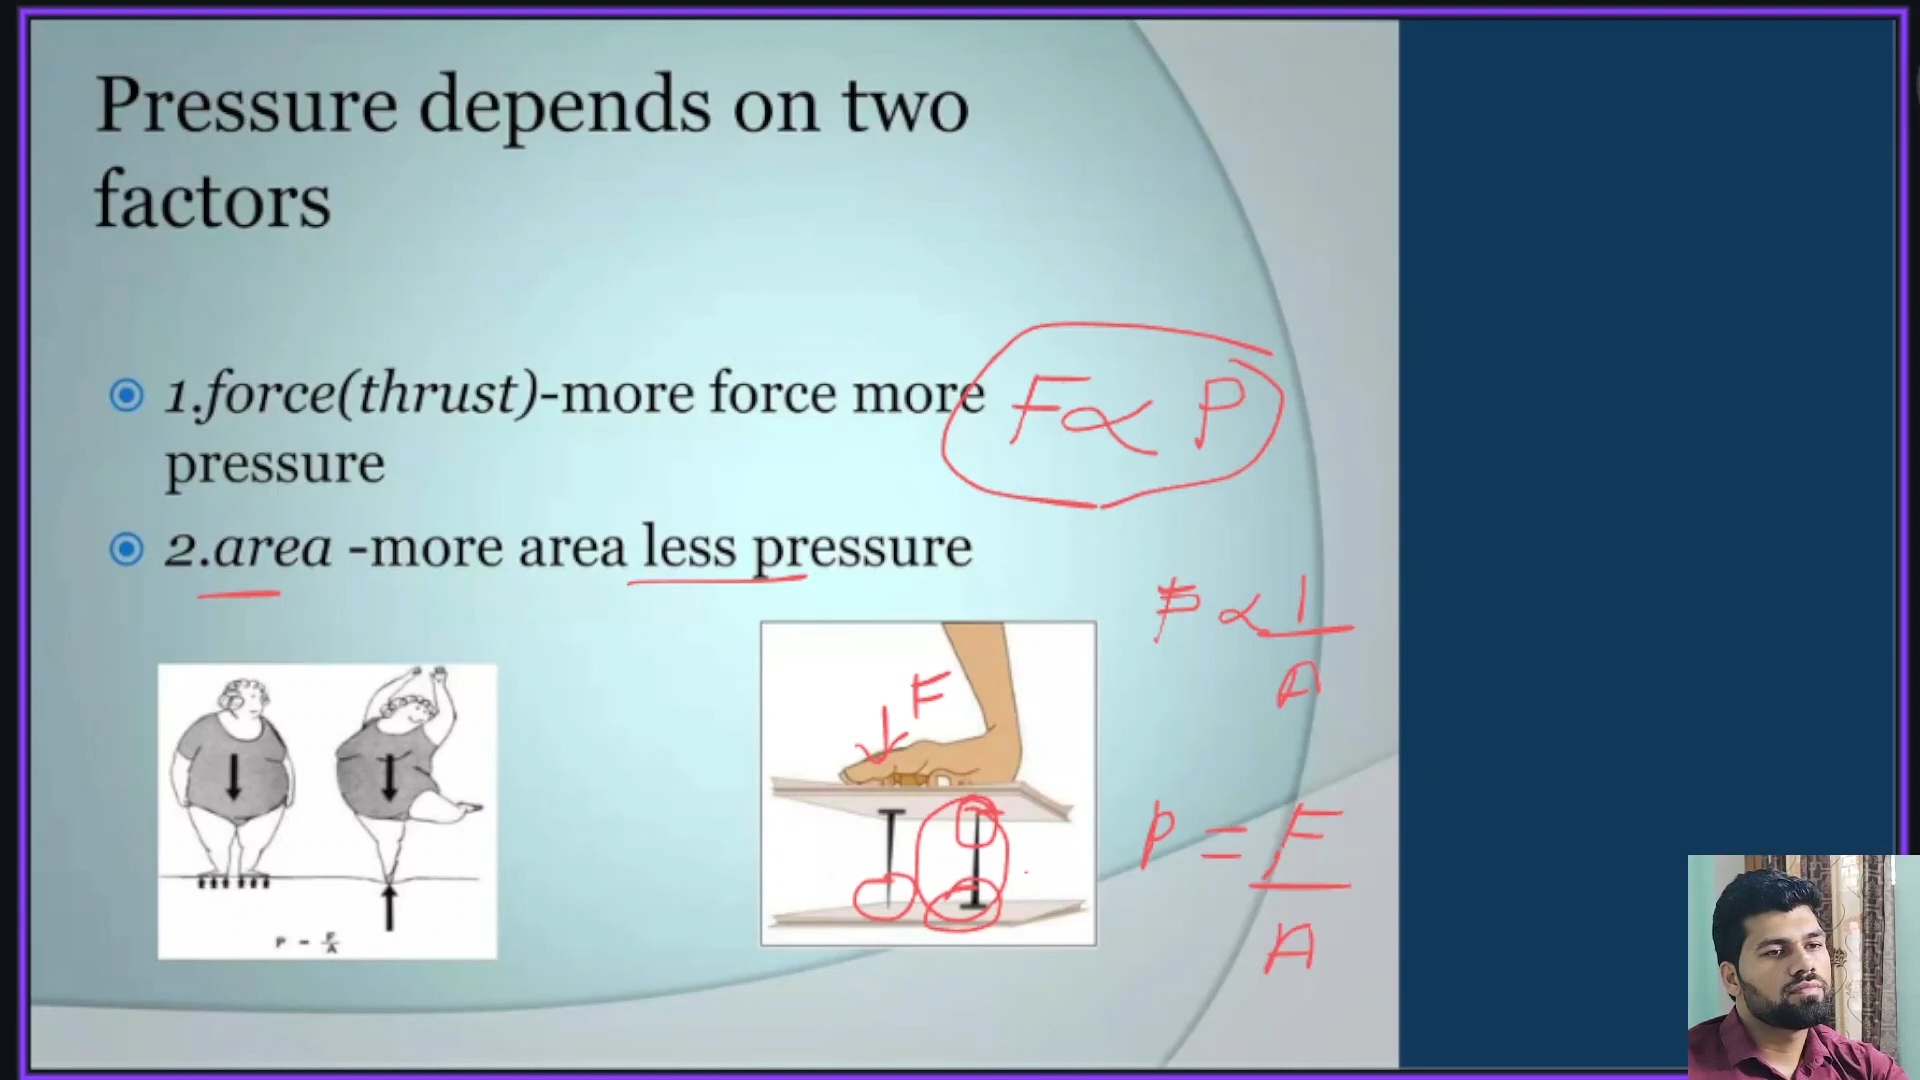 Pressure depends on two
factors
1.force(thrust)-more force more
pressure
F ∝ P
2.area -more area less pressure
P ∝ 1
A
F
P = F
A
P = F
A